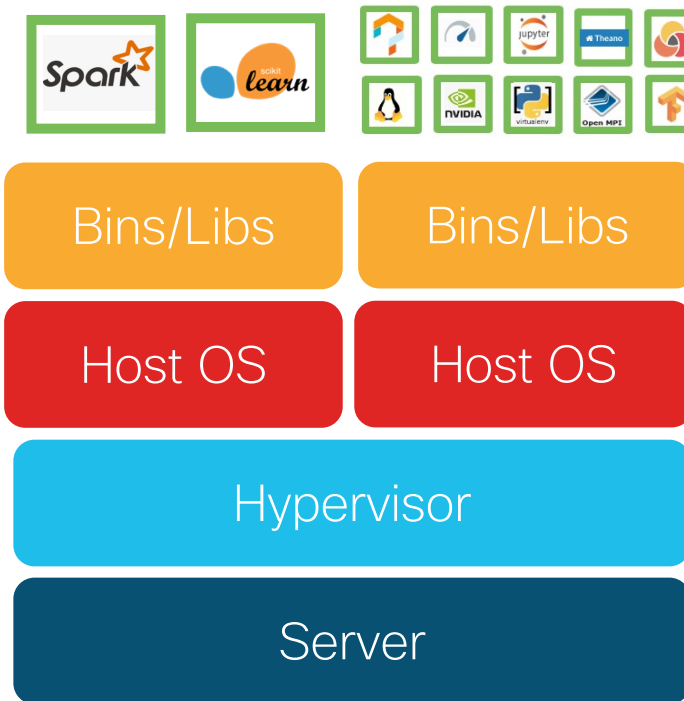 Spark
scikit
learn
jupyter
Theano
NVIDIA
virtualenv
Open MPI
Bins/Libs
Bins/Libs
Host OS
Host OS
Hypervisor
Server